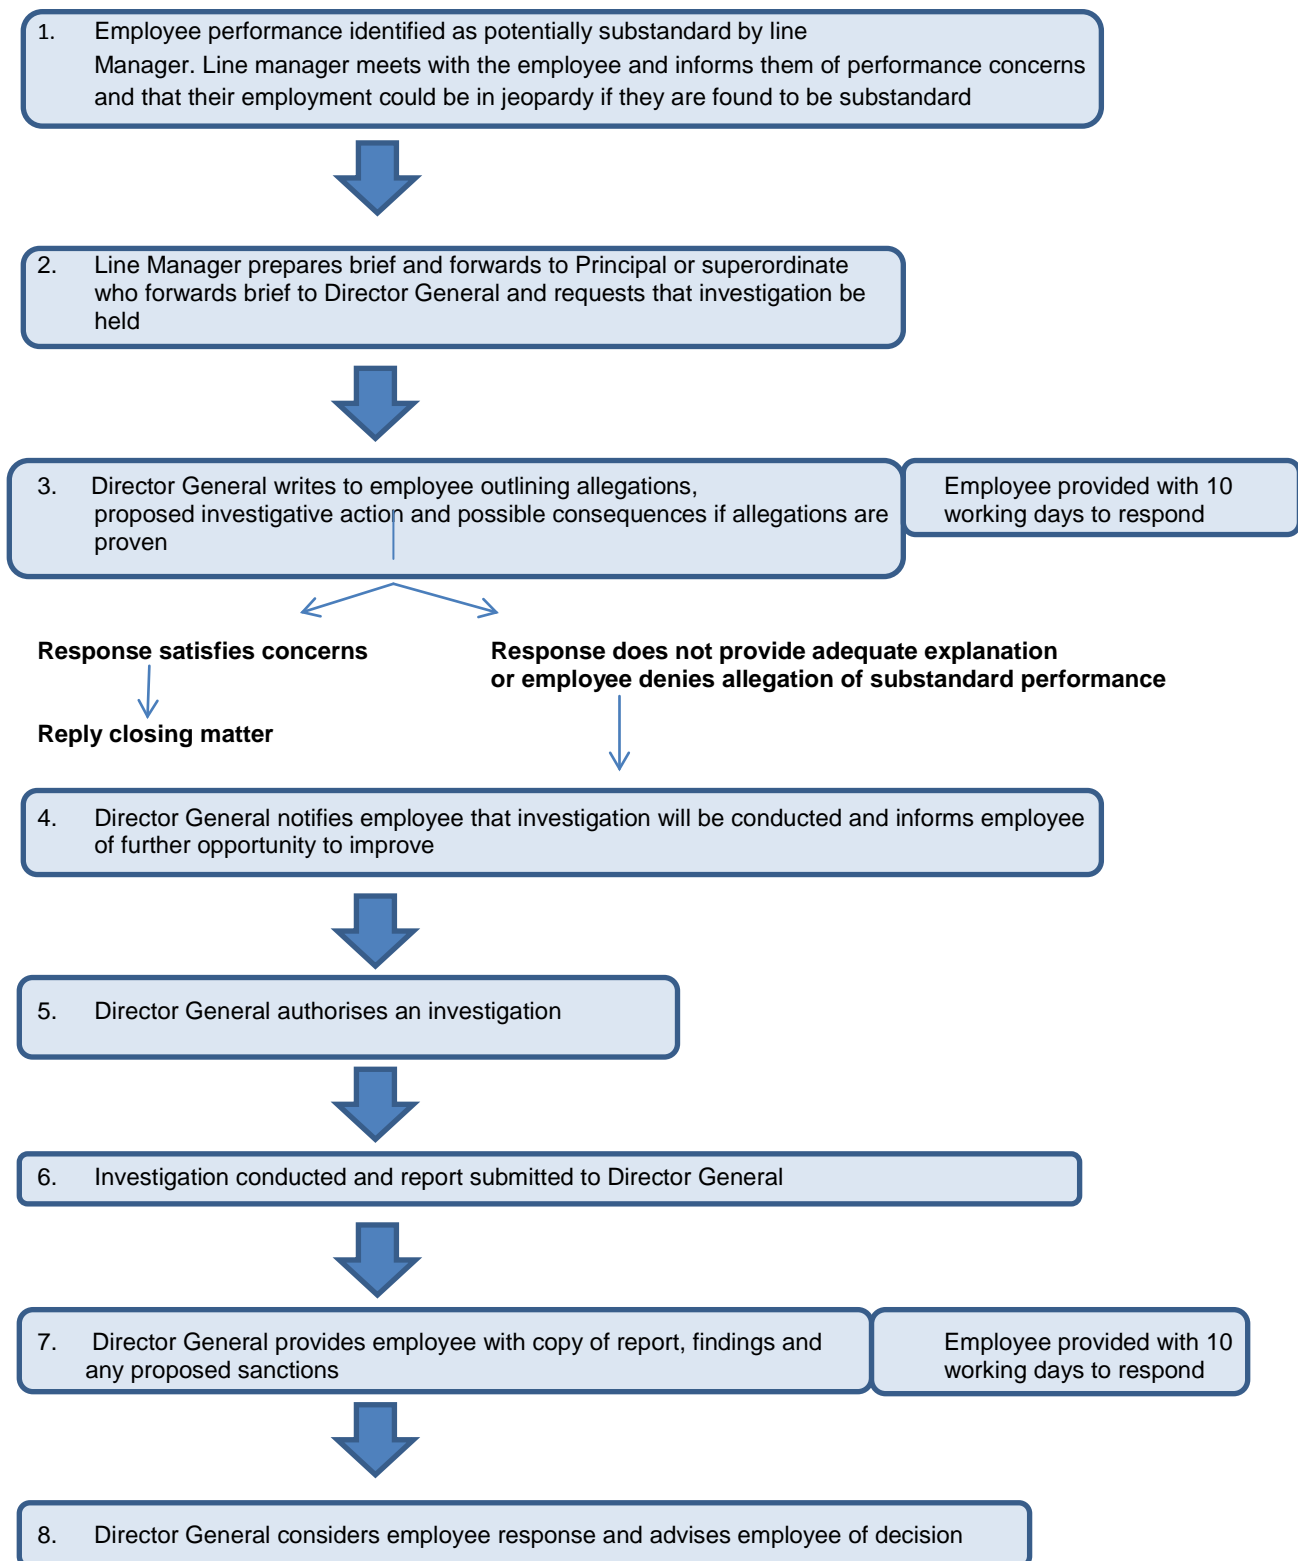 1. Employee performance identified as potentially substandard by line
Manager. Line manager meets with the employee and informs them of performance concerns
and that their employment could be in jeopardy if they are found to be substandard
2. Line Manager prepares brief and forwards to Principal or superordinate
who forwards brief to Director General and requests that investigation be
held
3. Director General writes to employee outlining allegations,
proposed investigative action and possible consequences if allegations are
proven
Employee provided with 10
working days to respond
Response satisfies concerns
Response does not provide adequate explanation
or employee denies allegation of substandard performance
Reply closing matter
4. Director General notifies employee that investigation will be conducted and informs employee
of further opportunity to improve
5. Director General authorises an investigation
6. Investigation conducted and report submitted to Director General
7. Director General provides employee with copy of report, findings and
any proposed sanctions
Employee provided with 10
working days to respond
8. Director General considers employee response and advises employee of decision